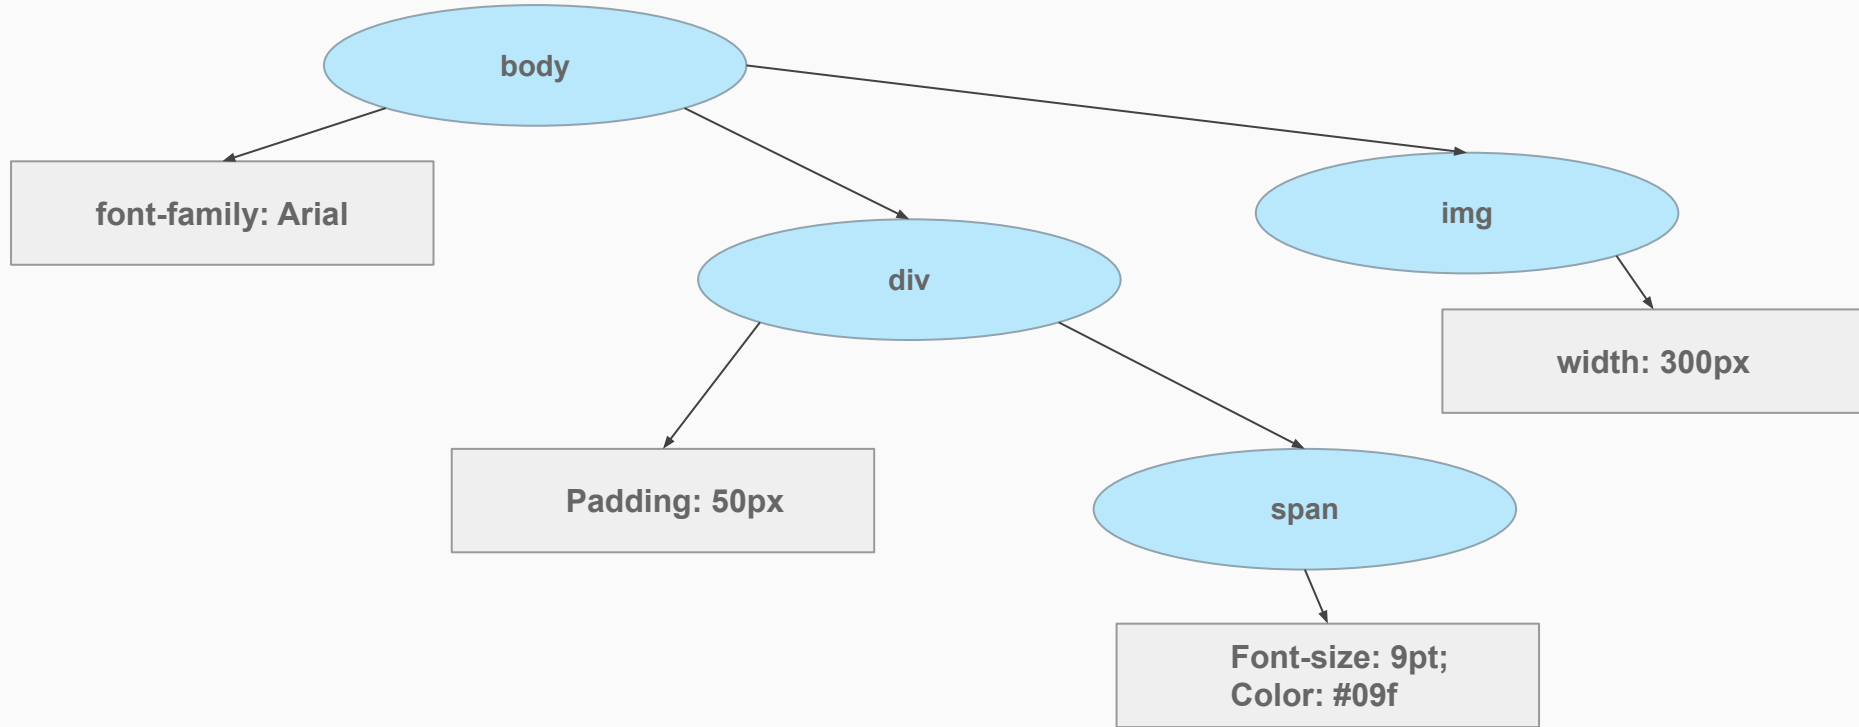 body
font-family: Arial
img
div
width: 300px
Padding: 50px
span
Font-size: 9pt;
Color: #09f